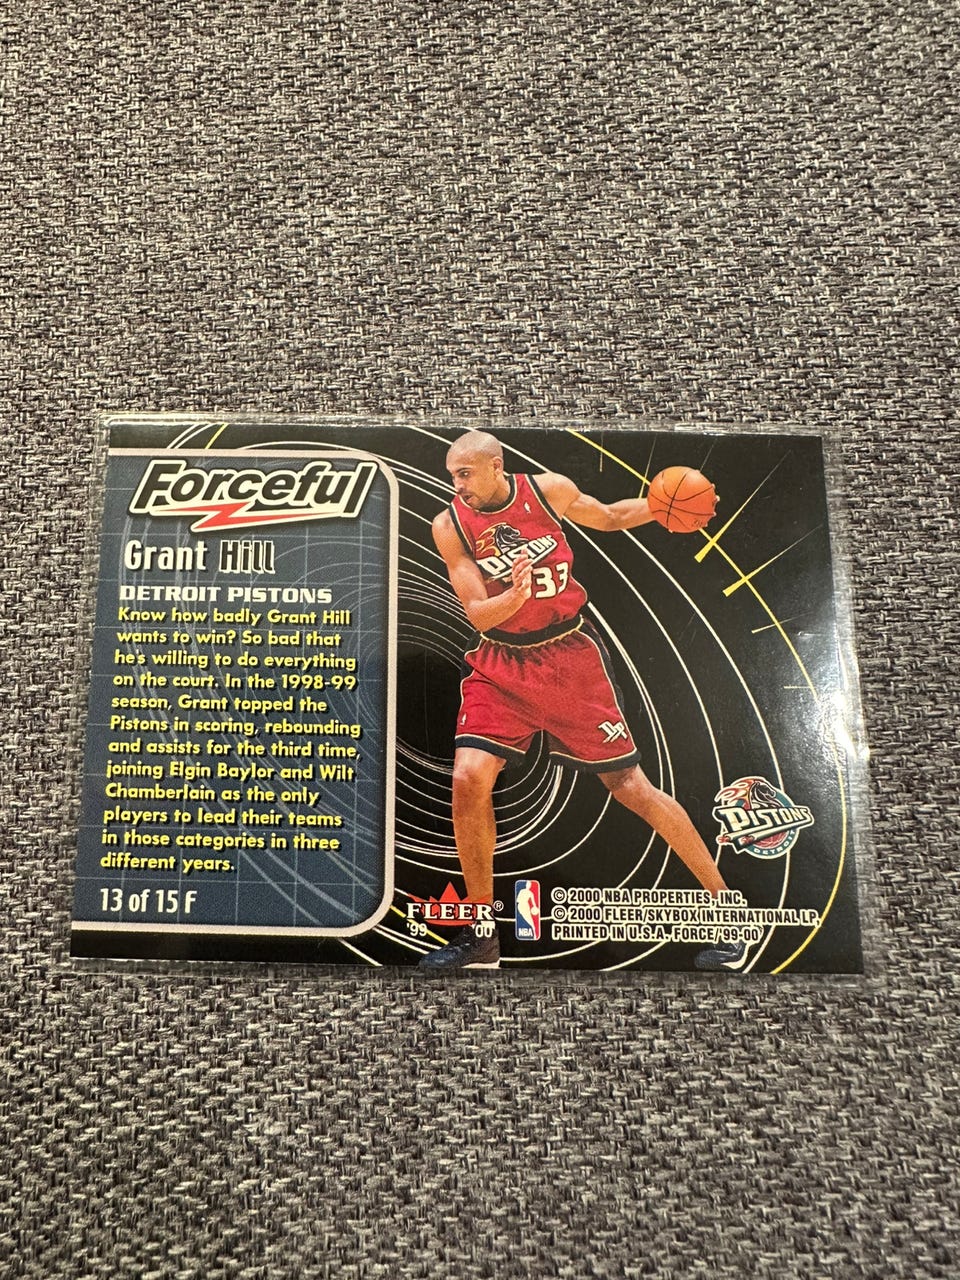 Forceful
Grant Hill
DETROIT PISTONS
Know how badly Grant Hill
wants to win? So bad that
he's willing to do everything
on the court. In the 1998-99
season, Grant topped the
Pistons in scoring, rebounding
and assists for the third time,
joining Elgin Baylor and Wilt
Chamberlain as the only
players to lead their teams
in those categories in three
different years.
13 of 15 F
PISTONS
33
PISTONS
DETROIT
FLEER®
'99 '00
NBA
© 2000 NBA PROPERTIES, INC.
© 2000 FLEER/SKYBOX INTERNATIONAL LP,
PRINTED IN U.S.A. FORCE/'99-00